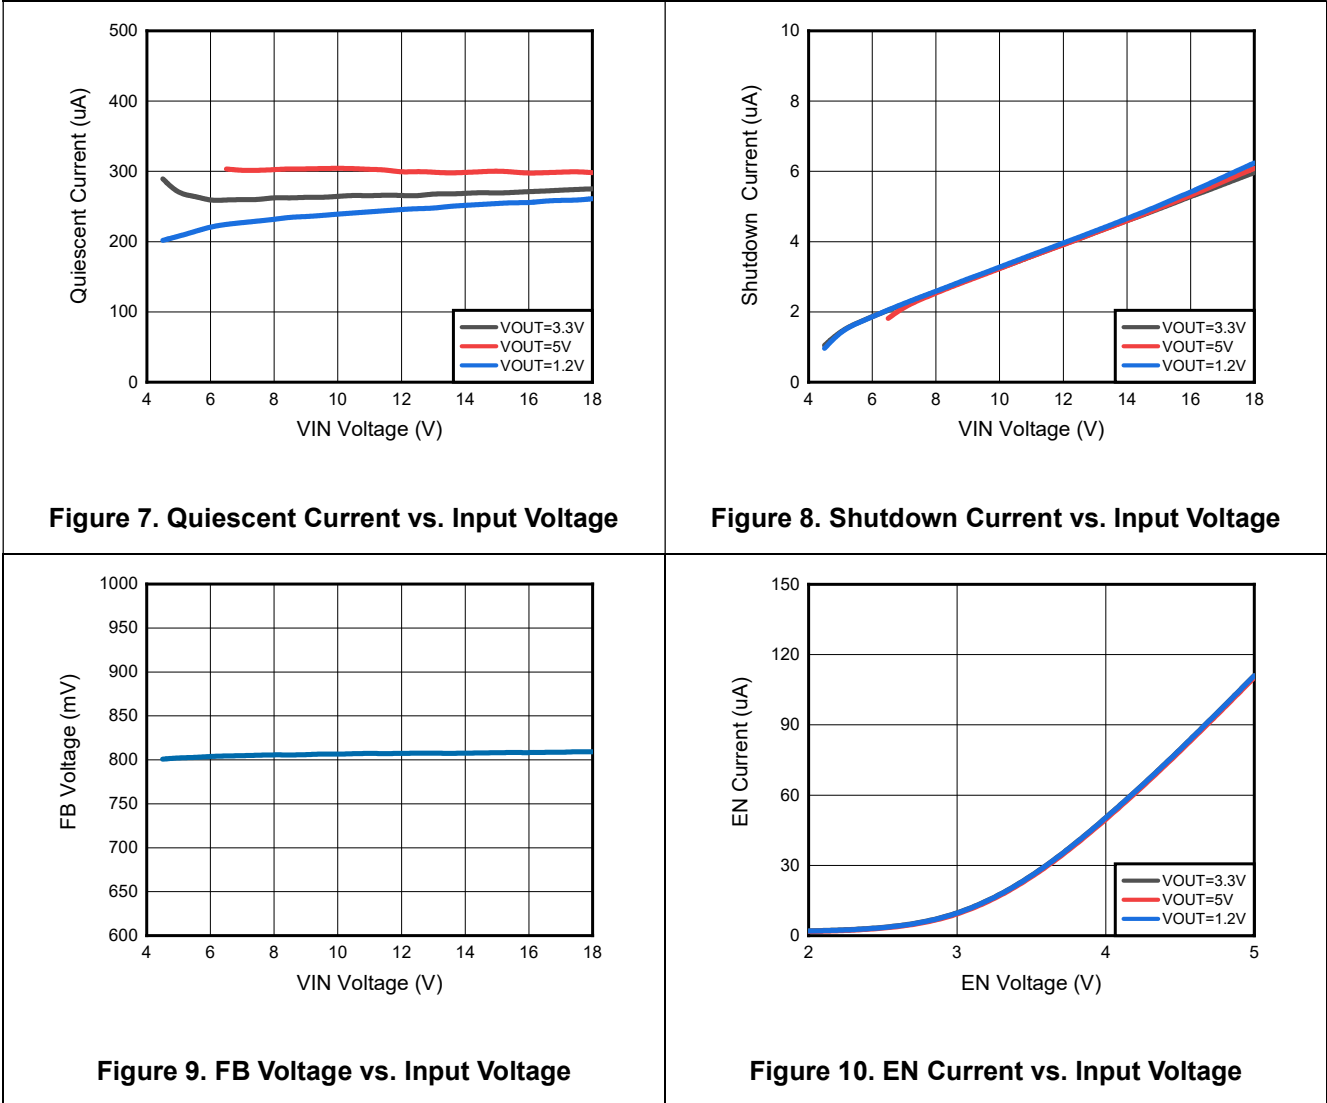 500
400
300
200
100
0
Quiescent Current (uA)
VOUT=3.3V
VOUT=5V
VOUT=1.2V
4 6 8 10 12 14 16 18
VIN Voltage (V)
Figure 7. Quiescent Current vs. Input Voltage
10
8
6
4
2
0
Shutdown Current (uA)
VOUT=3.3V
VOUT=5V
VOUT=1.2V
4 6 8 10 12 14 16 18
VIN Voltage (V)
Figure 8. Shutdown Current vs. Input Voltage
1000
950
900
850
800
750
700
650
600
FB Voltage (mV)
4 6 8 10 12 14 16 18
VIN Voltage (V)
Figure 9. FB Voltage vs. Input Voltage
150
120
90
60
30
0
EN Current (uA)
VOUT=3.3V
VOUT=5V
VOUT=1.2V
2 3 4 5
EN Voltage (V)
Figure 10. EN Current vs. Input Voltage